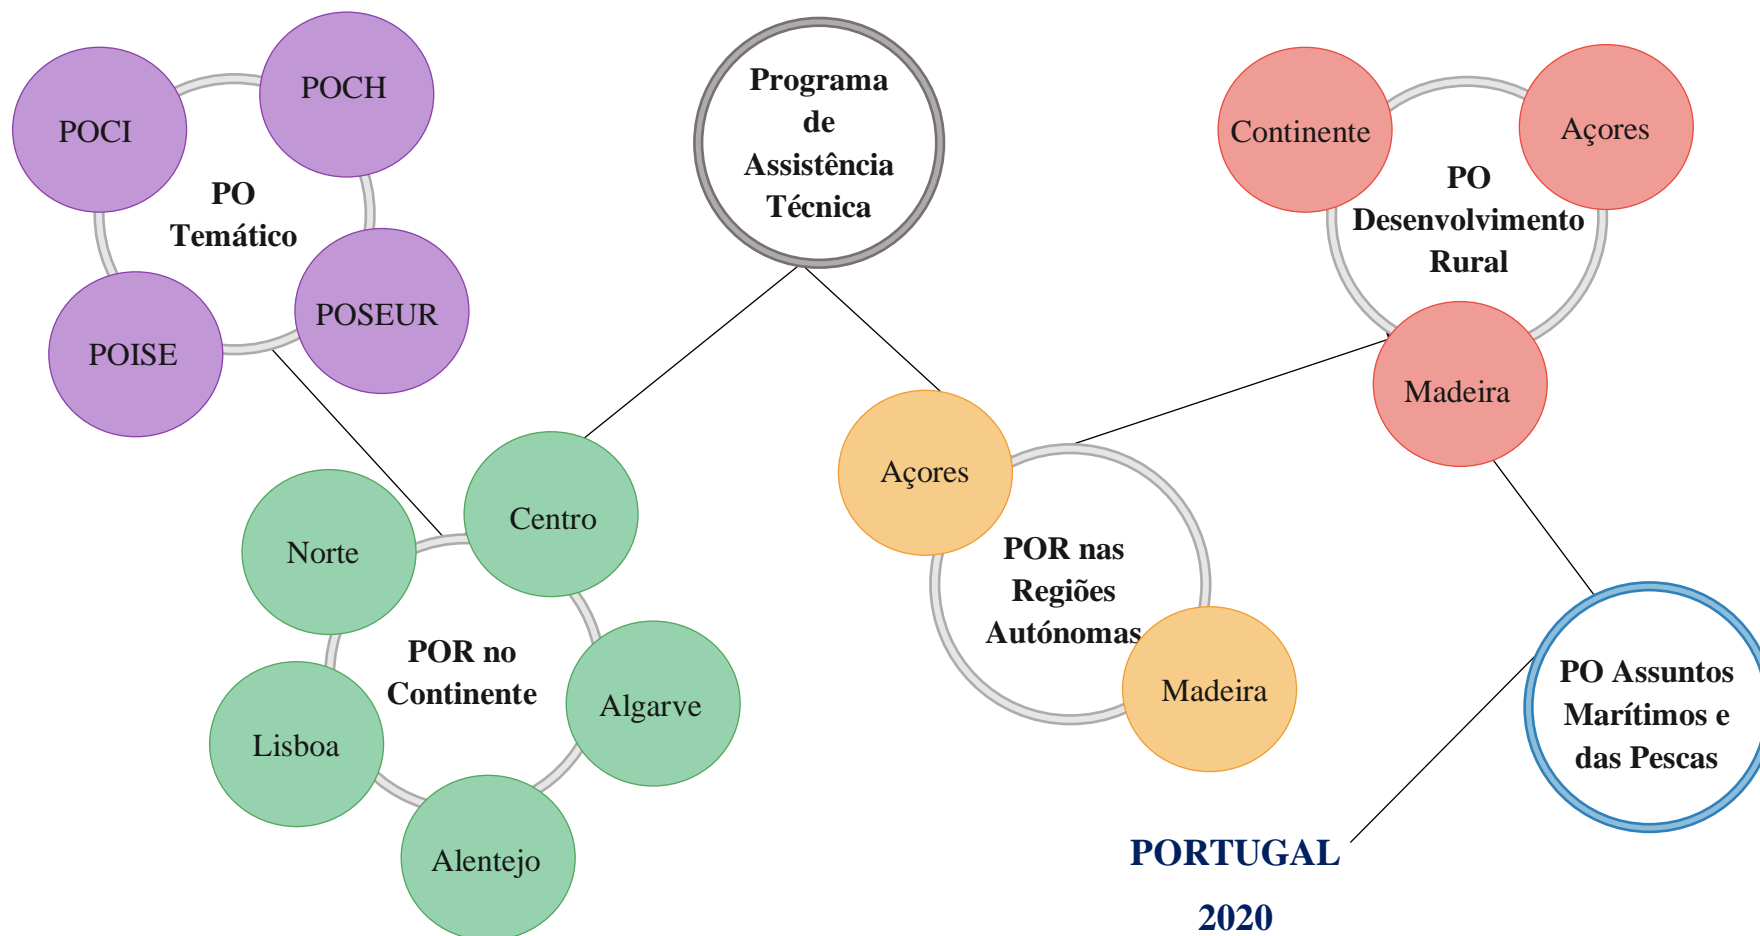 POCI
POCH
PO
Temático
POSEUR
POISE
Programa
de
Assistência
Técnica
Continente
Açores
PO
Desenvolvimento
Rural
Madeira
Norte
Centro
POR no
Continente
Lisboa
Algarve
Alentejo
Açores
POR nas
Regiões
Autónomas
Madeira
PO Assuntos
Marítimos e
das Pescas
PORTUGAL
2020